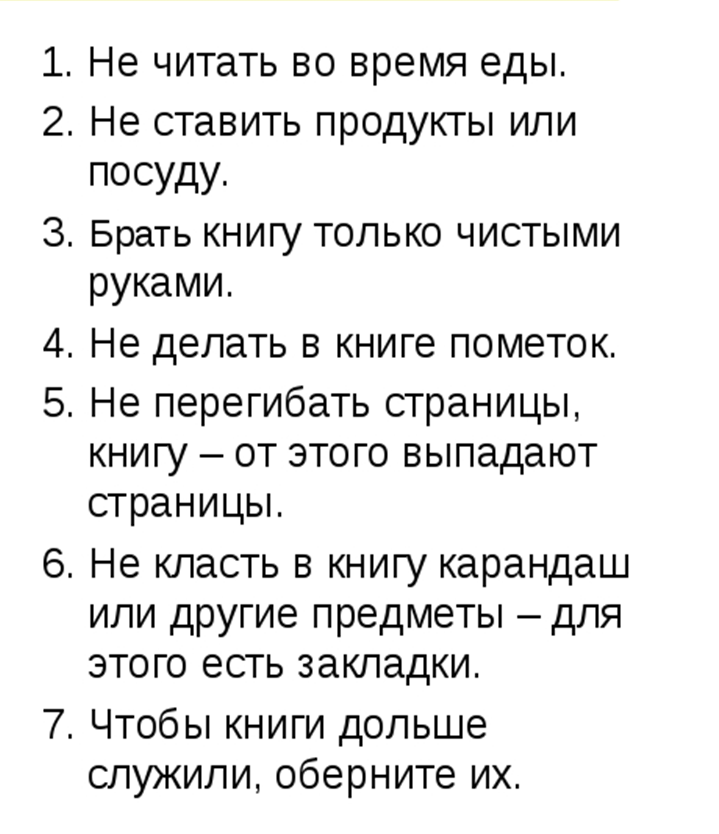 1. Не читать во время еды.
2. Не ставить продукты или
посуду.
3. Брать книгу только чистыми
руками.
4. Не делать в книге пометок.
5. Не перегибать страницы,
книгу – от этого выпадают
страницы.
6. Не класть в книгу карандаш
или другие предметы – для
этого есть закладки.
7. Чтобы книги дольше
служили, оберните их.